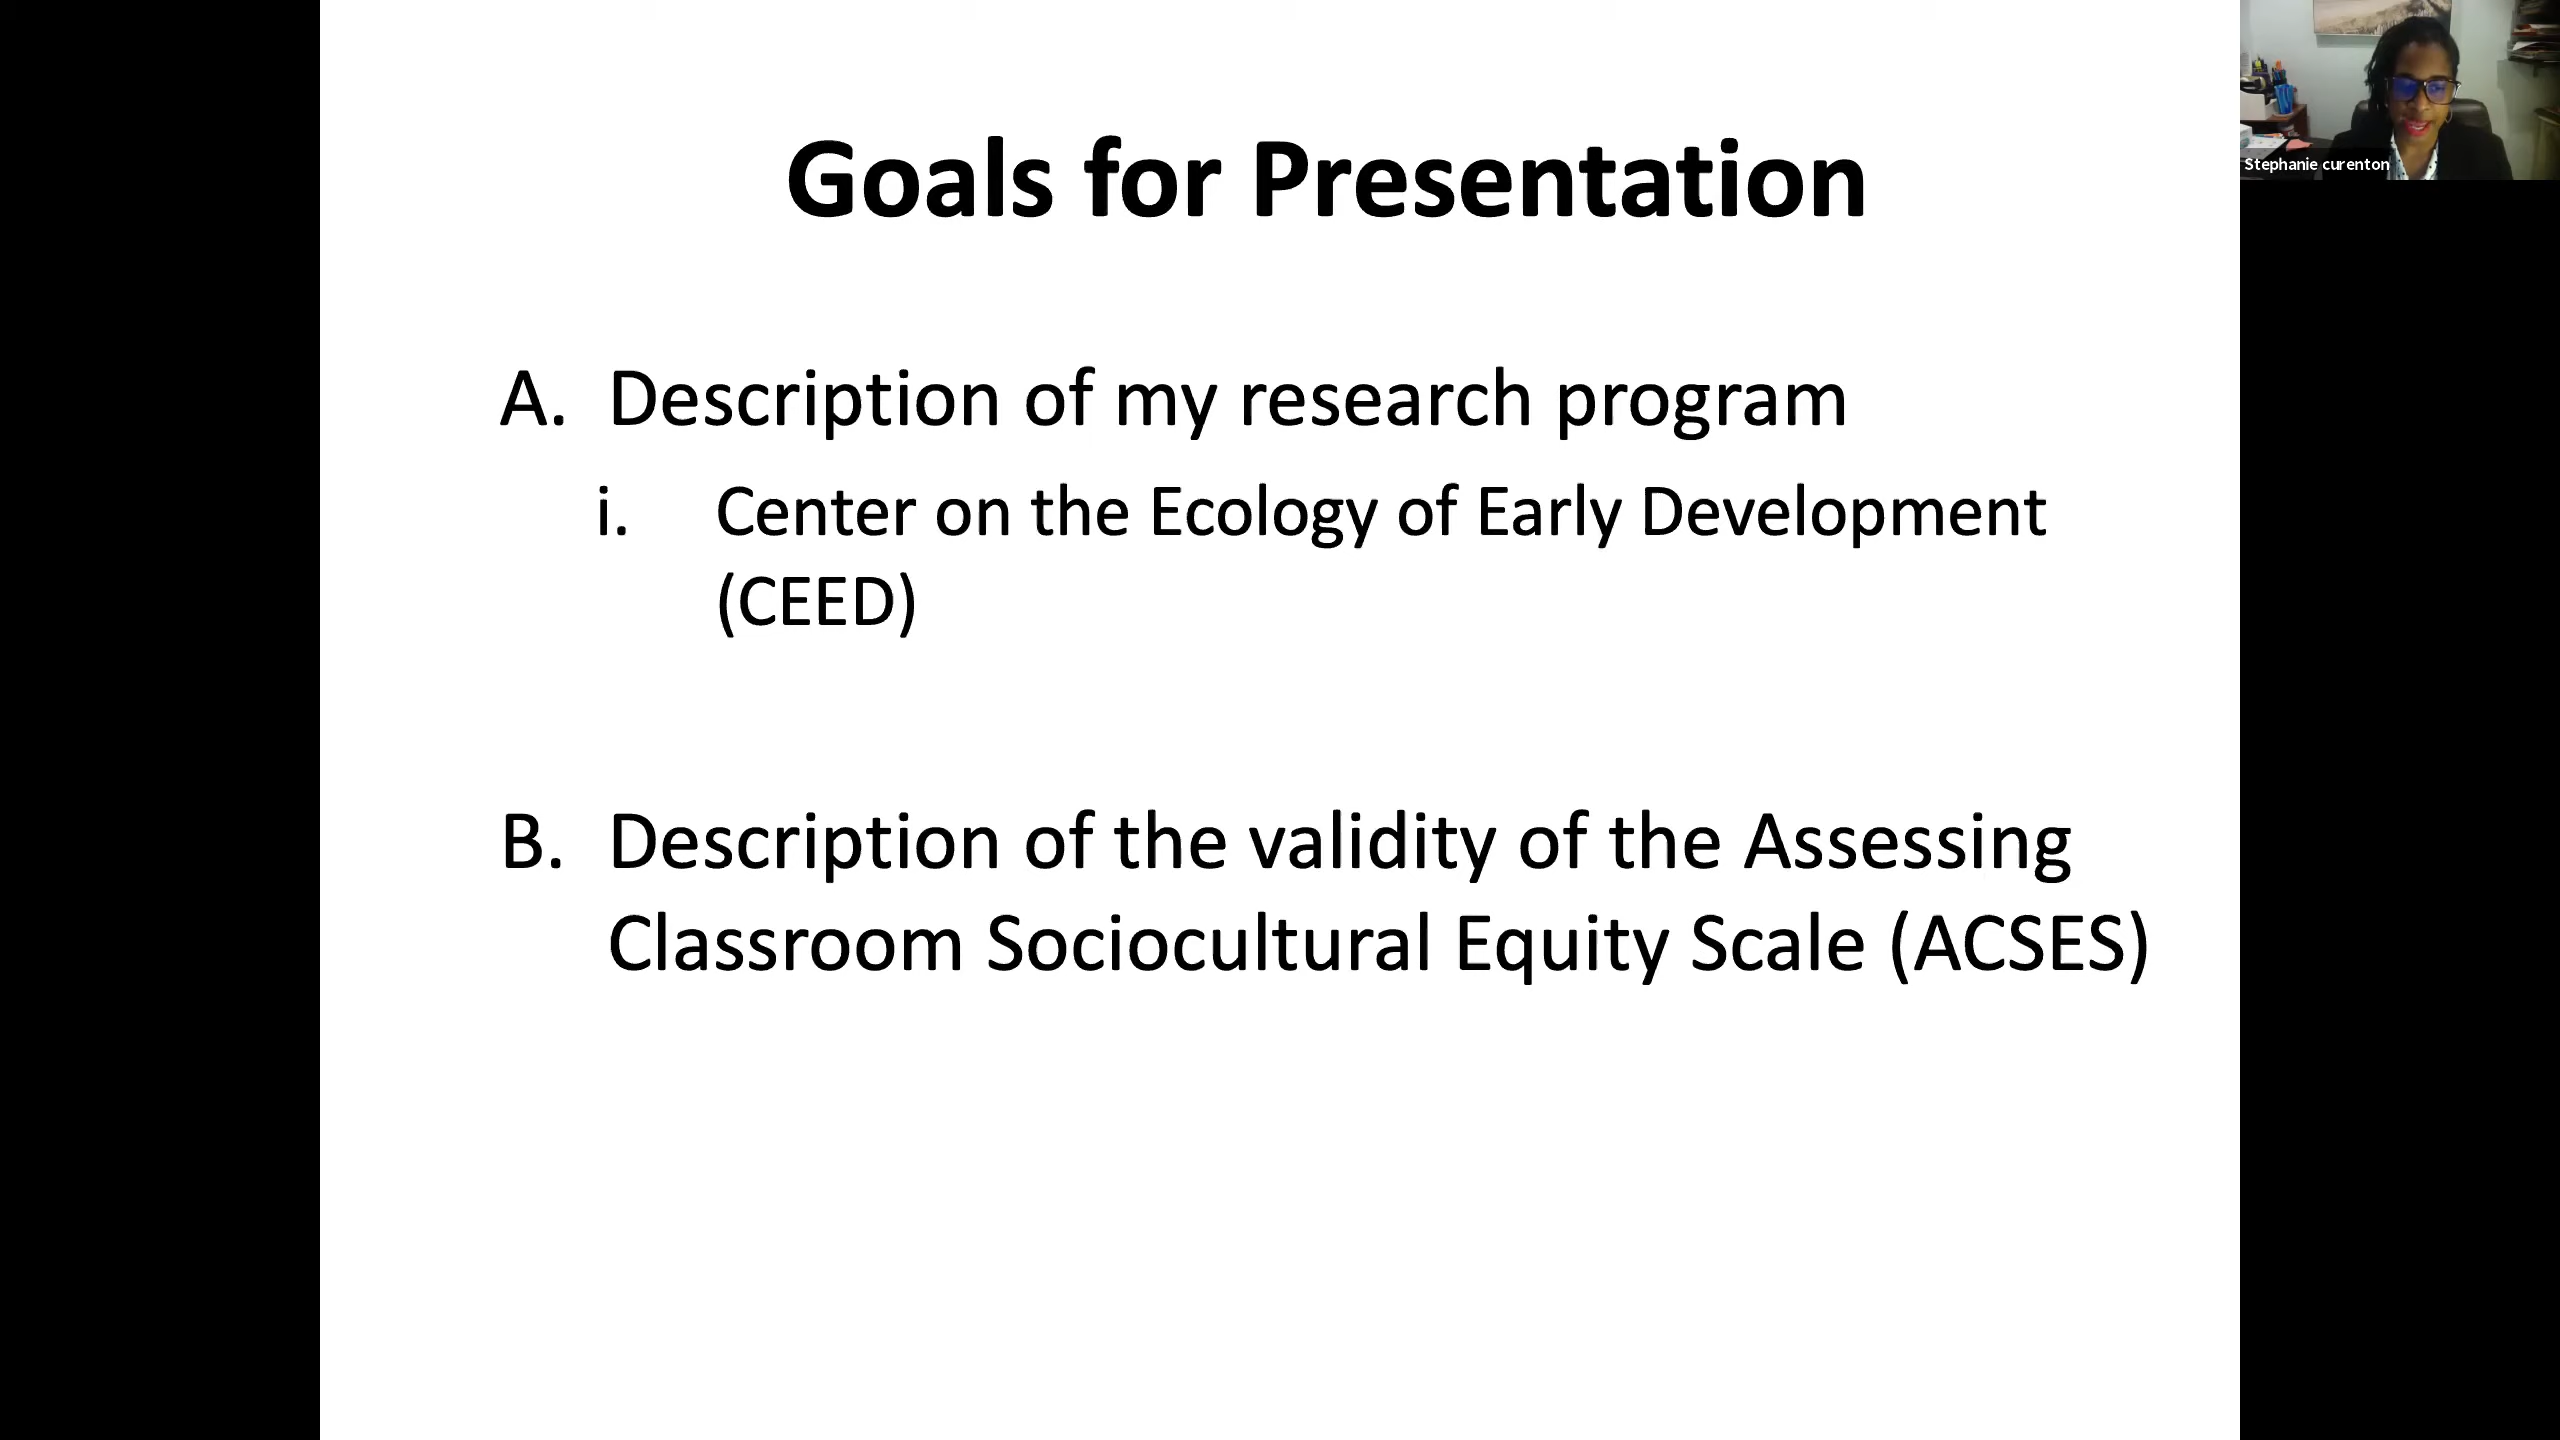 Goals for Presentation
A. Description of my research program
i. Center on the Ecology of Early Development
(CEED)
B. Description of the validity of the Assessing
Classroom Sociocultural Equity Scale (ACSES)
Stephanie curenton